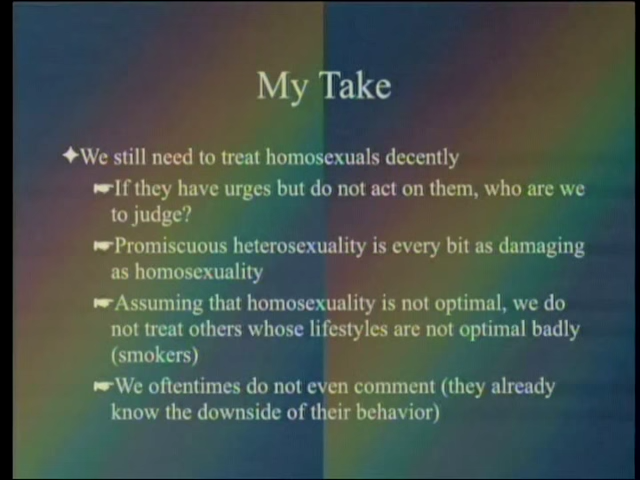 My Take
✦We still need to treat homosexuals decently
☛If they have urges but do not act on them, who are we
to judge?
☛Promiscuous heterosexuality is every bit as damaging
as homosexuality
☛Assuming that homosexuality is not optimal, we do
not treat others whose lifestyles are not optimal badly
(smokers)
☛We oftentimes do not even comment (they already
know the downside of their behavior)